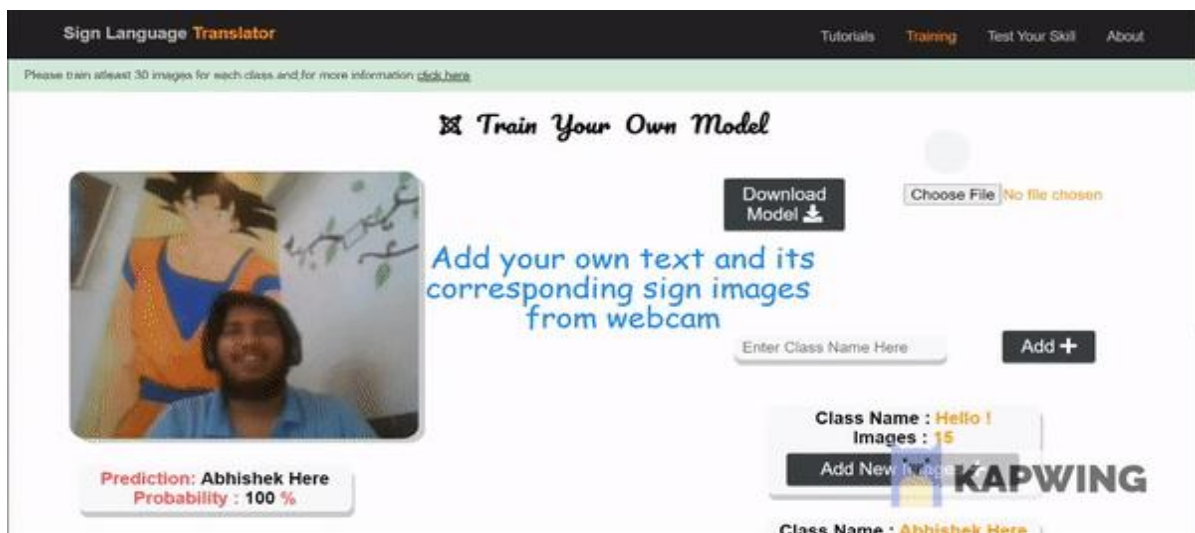 Sign Language Translator
Tutorials Training Test Your Skill About
Please train atleast 30 images for each class and for more information click here
Train Your Own Model
Download
Model
Choose File No file chosen
Add your own text and its
corresponding sign images
from webcam
Enter Class Name Here
Add
Class Name : Hello !
Images : 15
Add New
KAPWING
Prediction: Abhishek Here
Probability : 100 %
Class Name : Abhishek Here